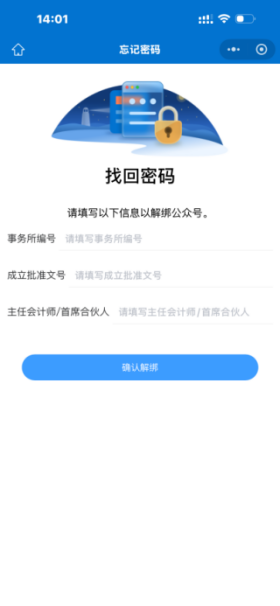 14:01
忘记密码
找回密码
请填写以下信息以解绑公众号。
事务所编号 请填写事务所编号
成立批准文号 请填写成立批准文号
主任会计师/首席合伙人 请填写主任会计师/首席合伙人
确认解绑